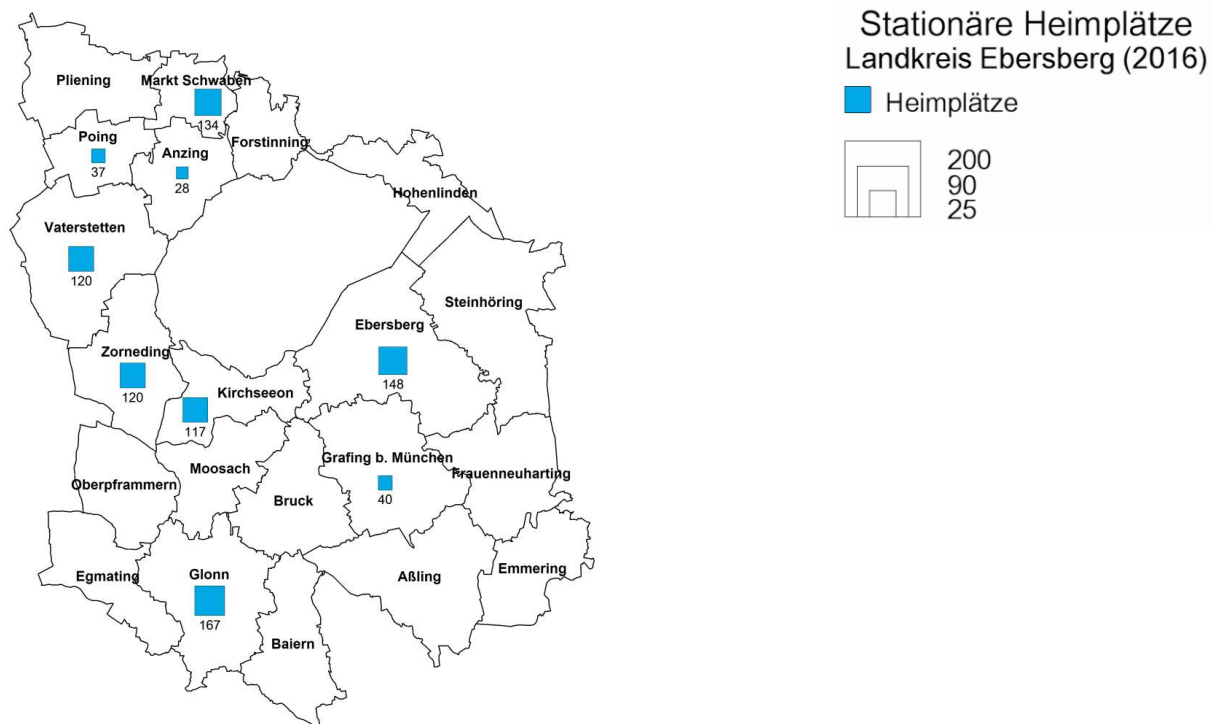 Stationäre Heimplätze
Landkreis Ebersberg (2016)
Heimplätze
200
90
25
Pliening
Markt Schwaben
134
Poing
37
Anzing
28
Forstinning
Hohenlinden
Vaterstetten
120
Steinhöring
Ebersberg
148
Zorneding
120
Kirchseeon
117
Grafing b. München
40
Moosach
Frauenneuharting
Oberpframmern
Bruck
Egmating
Glonn
167
Aßling
Emmering
Baiern